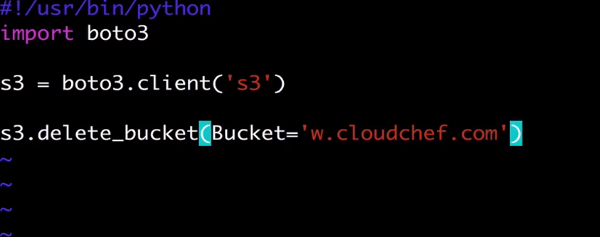 #!/usr/bin/python
import boto3
s3 = boto3.client('s3')
s3.delete_bucket(Bucket='w.cloudchef.com')
~
~
~
~